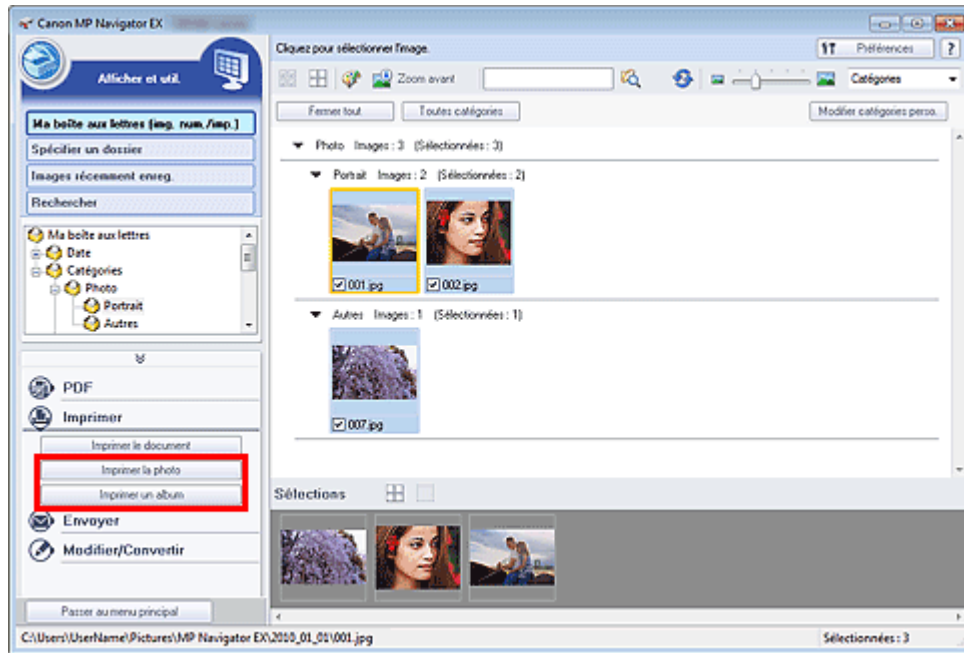 Canon MP Navigator EX
Afficher et util.
Ma boîte aux lettres (img. num./imp.)
Spécifier un dossier
Images récemment enreg.
Rechercher
Ma boîte aux lettres
Date
Catégories
Photo
Portrait
Autres
PDF
Imprimer
Imprimer le document
Imprimer la photo
Imprimer un album
Envoyer
Modifier/Convertir
Passer au menu principal
Cliquez pour sélectionner l'image.
Préférences
?
Zoom avant
Catégories
Fermer tout
Toutes catégories
Modifier catégories perso.
Photo Images : 3 (Sélectionnées : 3)
Portrait Images : 2 (Sélectionnées : 2)
001.jpg
002.jpg
Autres Images : 1 (Sélectionnées : 1)
007.jpg
Sélections
C:\Users\UserName\Pictures\MP Navigator EX\2010_01_01\001.jpg
Sélectionnées : 3